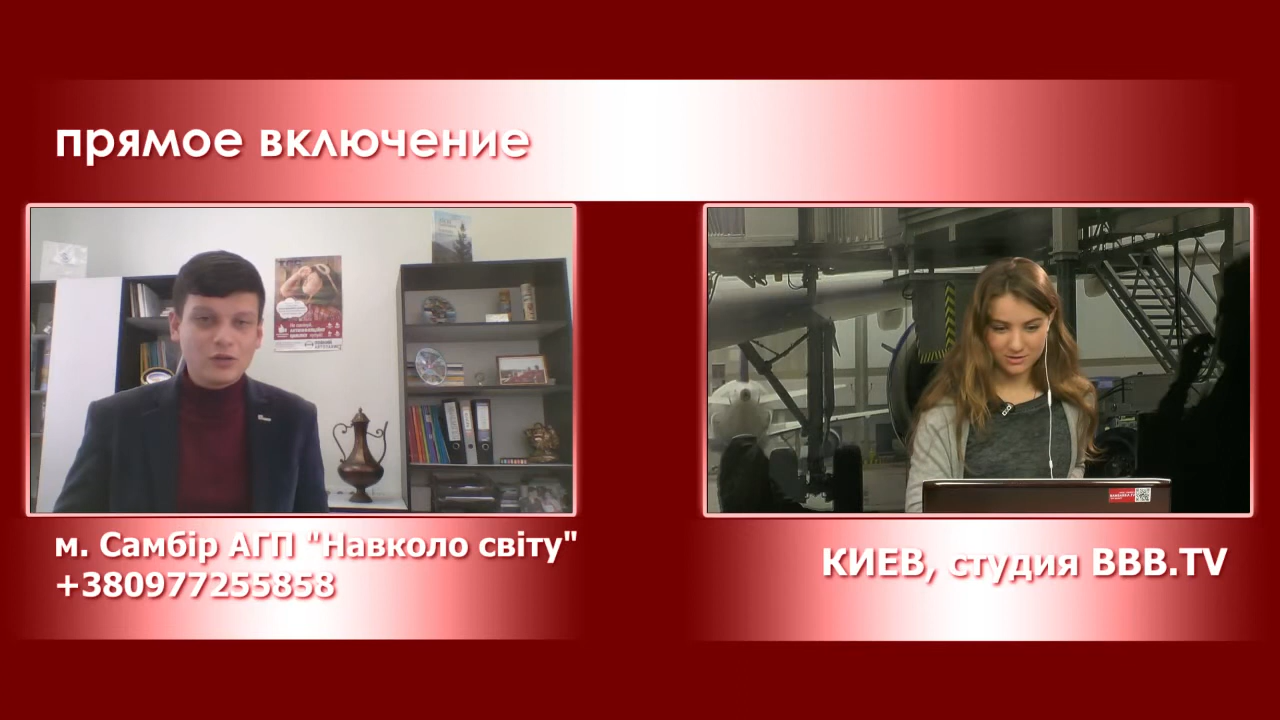 прямое включение
м. Самбір АГП "Навколо світу"
+380977255858
КИЕВ, студия BBB.TV